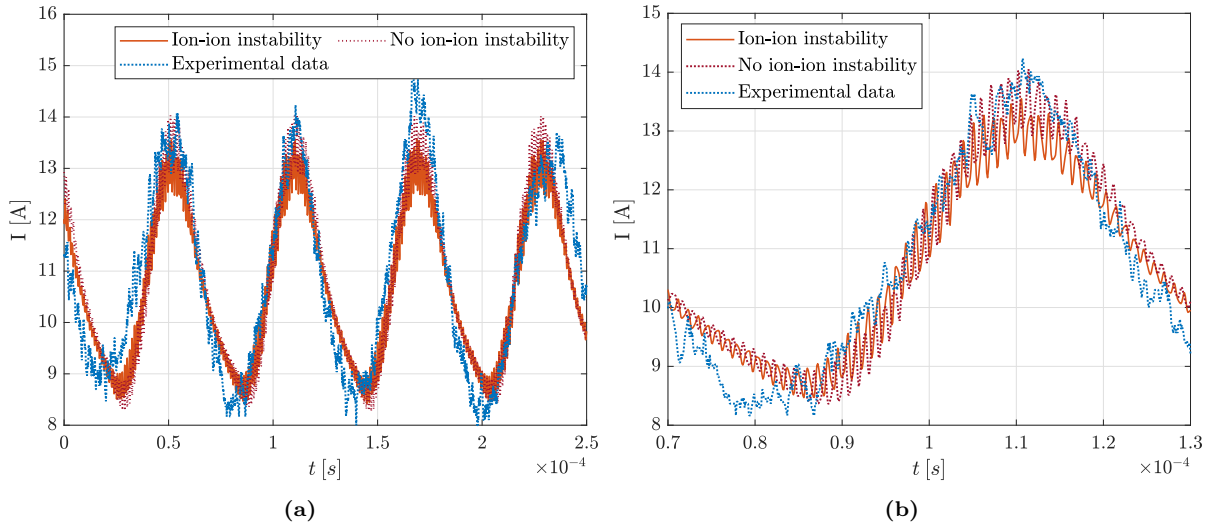 16
15
14
13
12
11
10
9
8
I [A]
Ion-ion instability
No ion-ion instability
Experimental data
0
0.5
1
1.5
2
2.5
t [s]
×10⁻⁴
(a)
15
14
13
12
11
10
9
8
I [A]
Ion-ion instability
No ion-ion instability
Experimental data
0.7
0.8
0.9
1
1.1
1.2
1.3
t [s]
×10⁻⁴
(b)